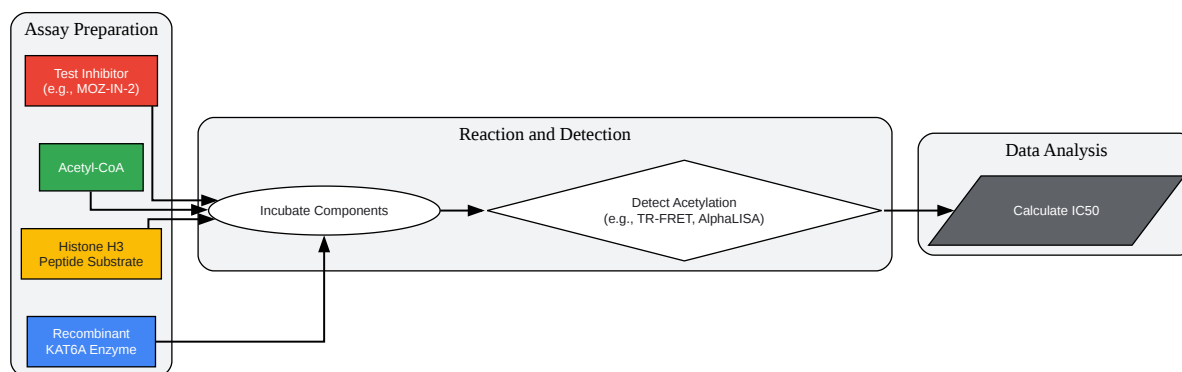 Assay Preparation
Test Inhibitor
(e.g., MOZ-IN-2)
Acetyl-CoA
Histone H3
Peptide Substrate
Recombinant
KAT6A Enzyme
Reaction and Detection
Incubate Components
Detect Acetylation
(e.g., TR-FRET, AlphaLISA)
Data Analysis
Calculate IC50